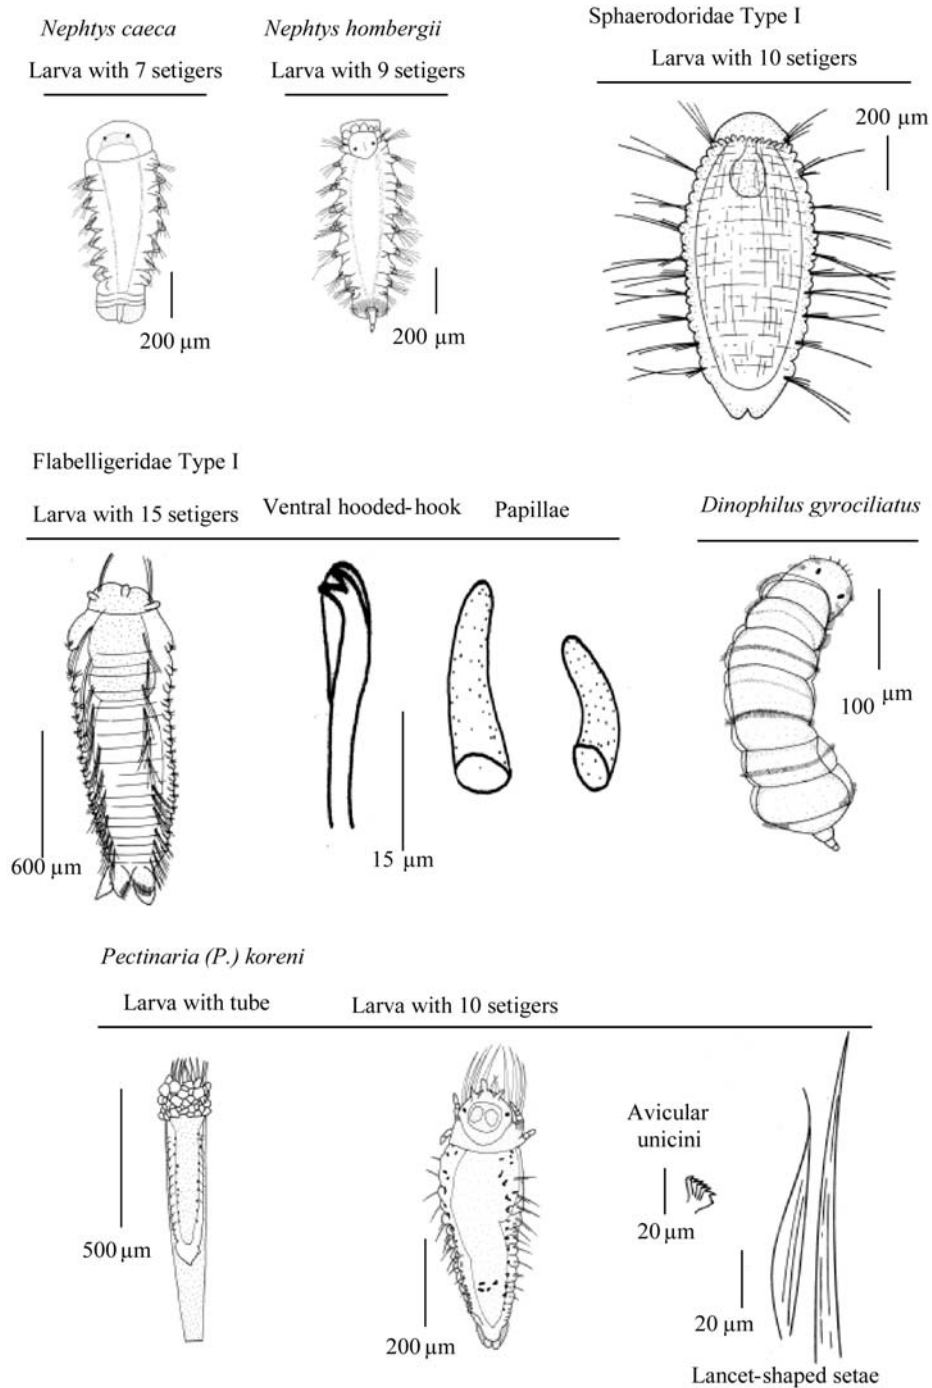 Nephtys caeca
Larva with 7 setigers
200 µm
Nephtys hombergii
Larva with 9 setigers
200 µm
Sphaerodoridae Type I
Larva with 10 setigers
200 µm
Flabelligeridae Type I
Larva with 15 setigers
600 µm
Ventral hooded-hook
Papillae
15 µm
Dinophilus gyrociliatus
100 µm
Pectinaria (P.) koreni
Larva with tube
500 µm
Larva with 10 setigers
200 µm
Avicular
unicini
20 µm
20 µm
Lancet-shaped setae